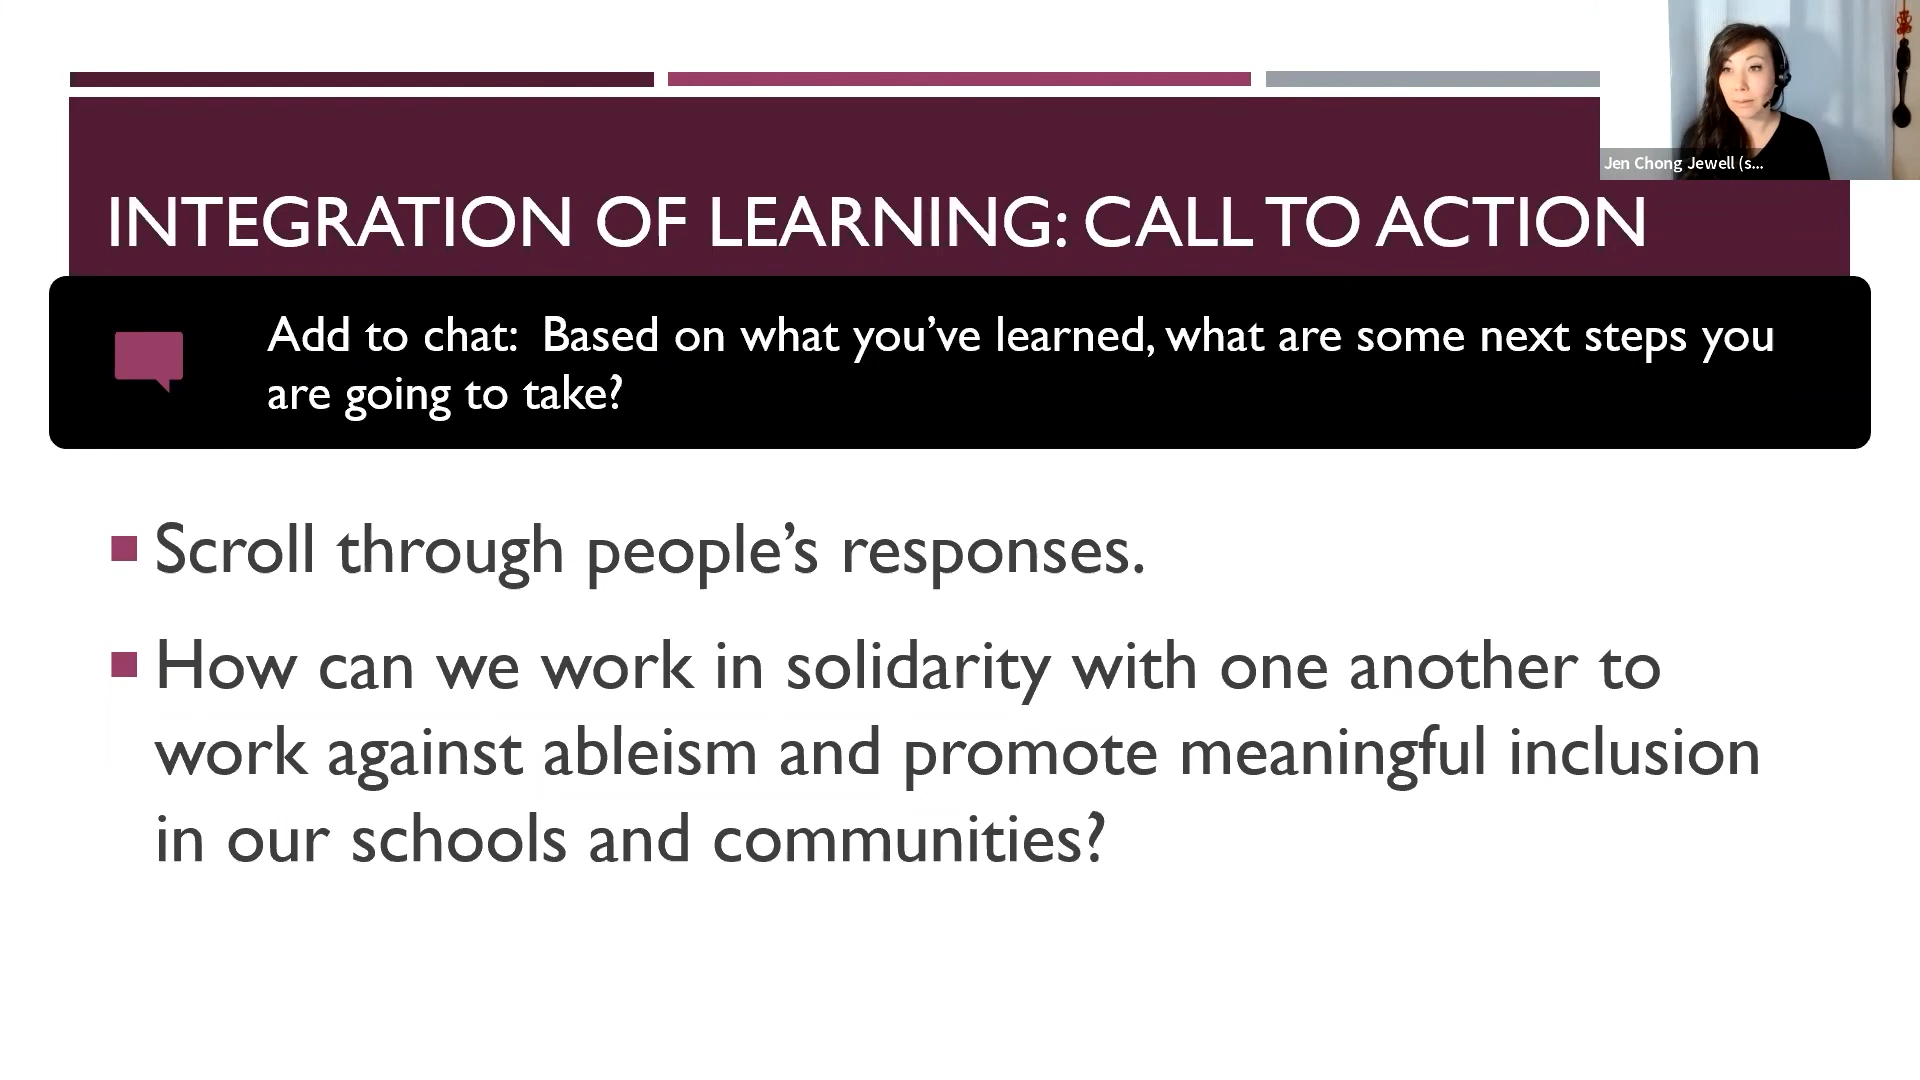 Jen Chong Jewell (s...
INTEGRATION OF LEARNING: CALL TO ACTION
Add to chat:  Based on what you’ve learned, what are some next steps you
are going to take?
Scroll through people’s responses.
How can we work in solidarity with one another to
work against ableism and promote meaningful inclusion
in our schools and communities?